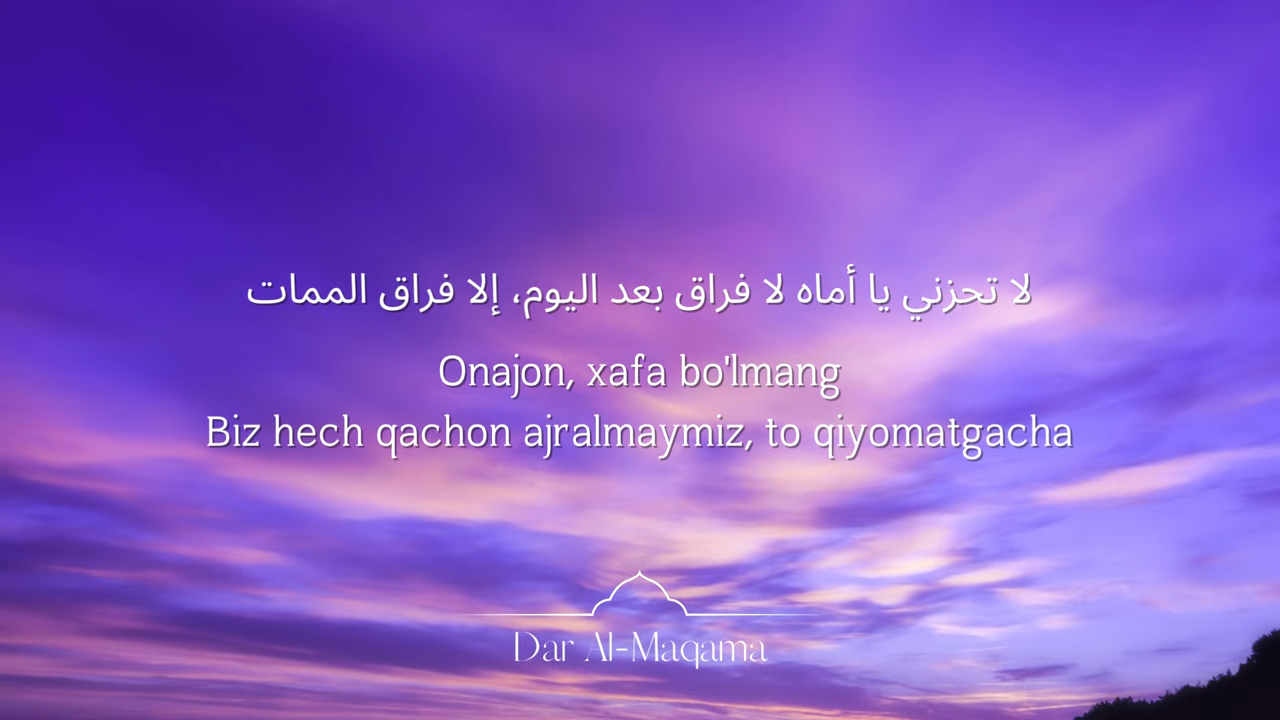 لا تحزني يا أماه لا فراق بعد اليوم، إلا فراق الممات
Onajon, xafa bo'lmang
Biz hech qachon ajralmaymiz, to qiyomatgacha
Dar Al-Maqama